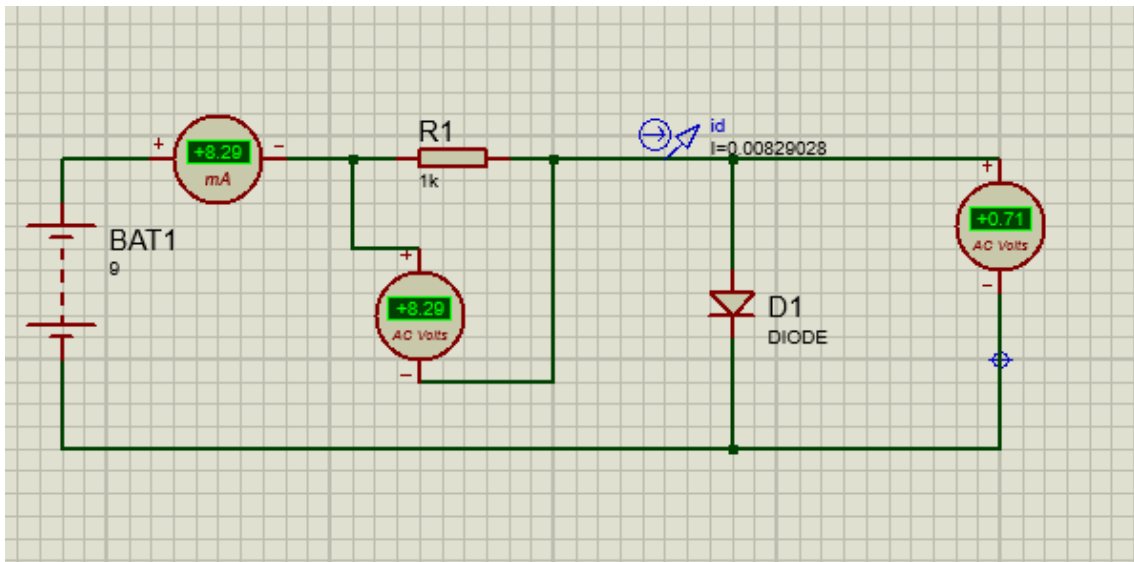 +8.29
mA
R1
1k
id
I=0.00829028
BAT1
9
+8.29
AC Volts
+0.71
AC Volts
D1
DIODE